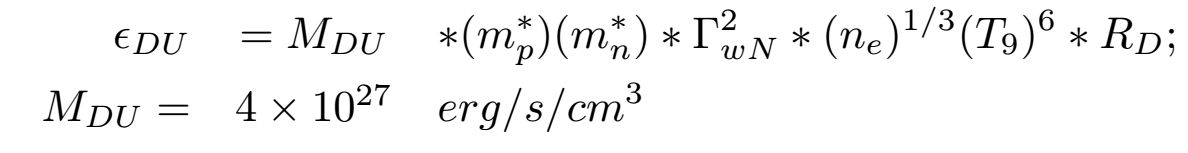 ϵ_{DU} = M_{DU} *(m_p^*)(m_n^*) * Γ_{wN}^2 * (n_e)^{1/3}(T_9)^6 * R_D;
M_{DU} = 4 × 10^{27} erg/s/cm^3